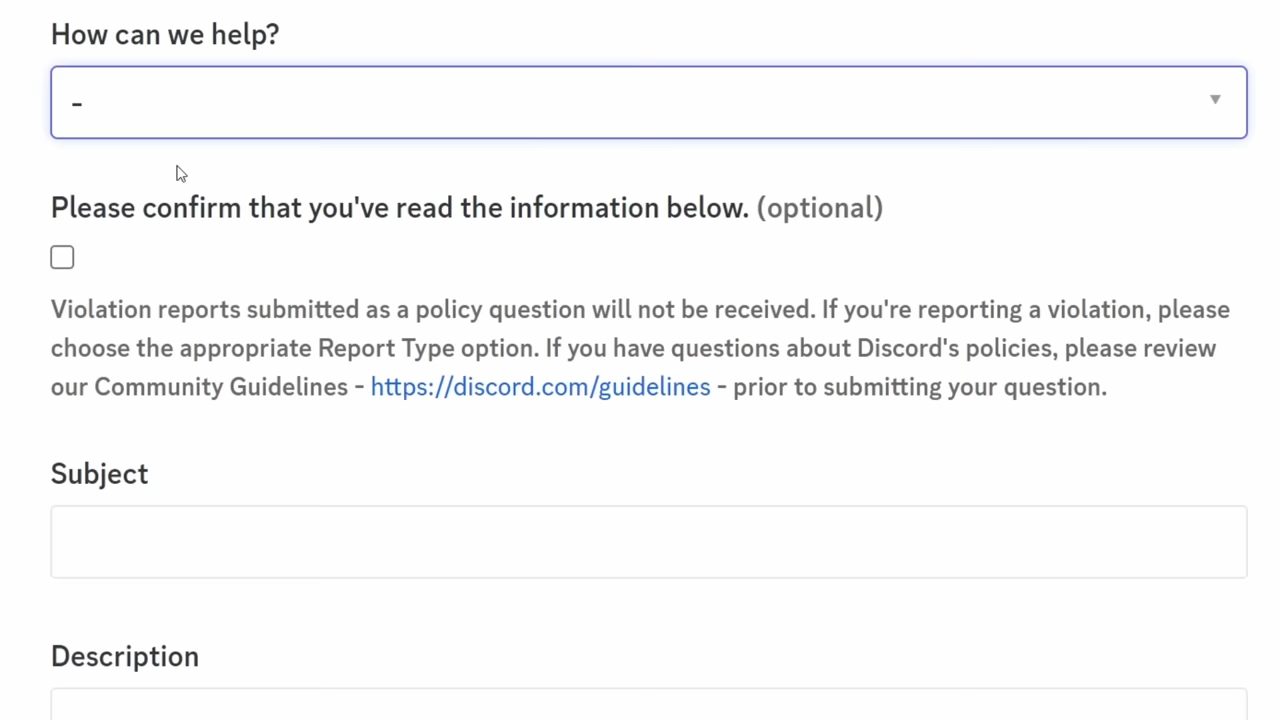 How can we help?
-
Please confirm that you've read the information below. (optional)
Violation reports submitted as a policy question will not be received. If you're reporting a violation, please
choose the appropriate Report Type option. If you have questions about Discord's policies, please review
our Community Guidelines - https://discord.com/guidelines - prior to submitting your question.
Subject
Description